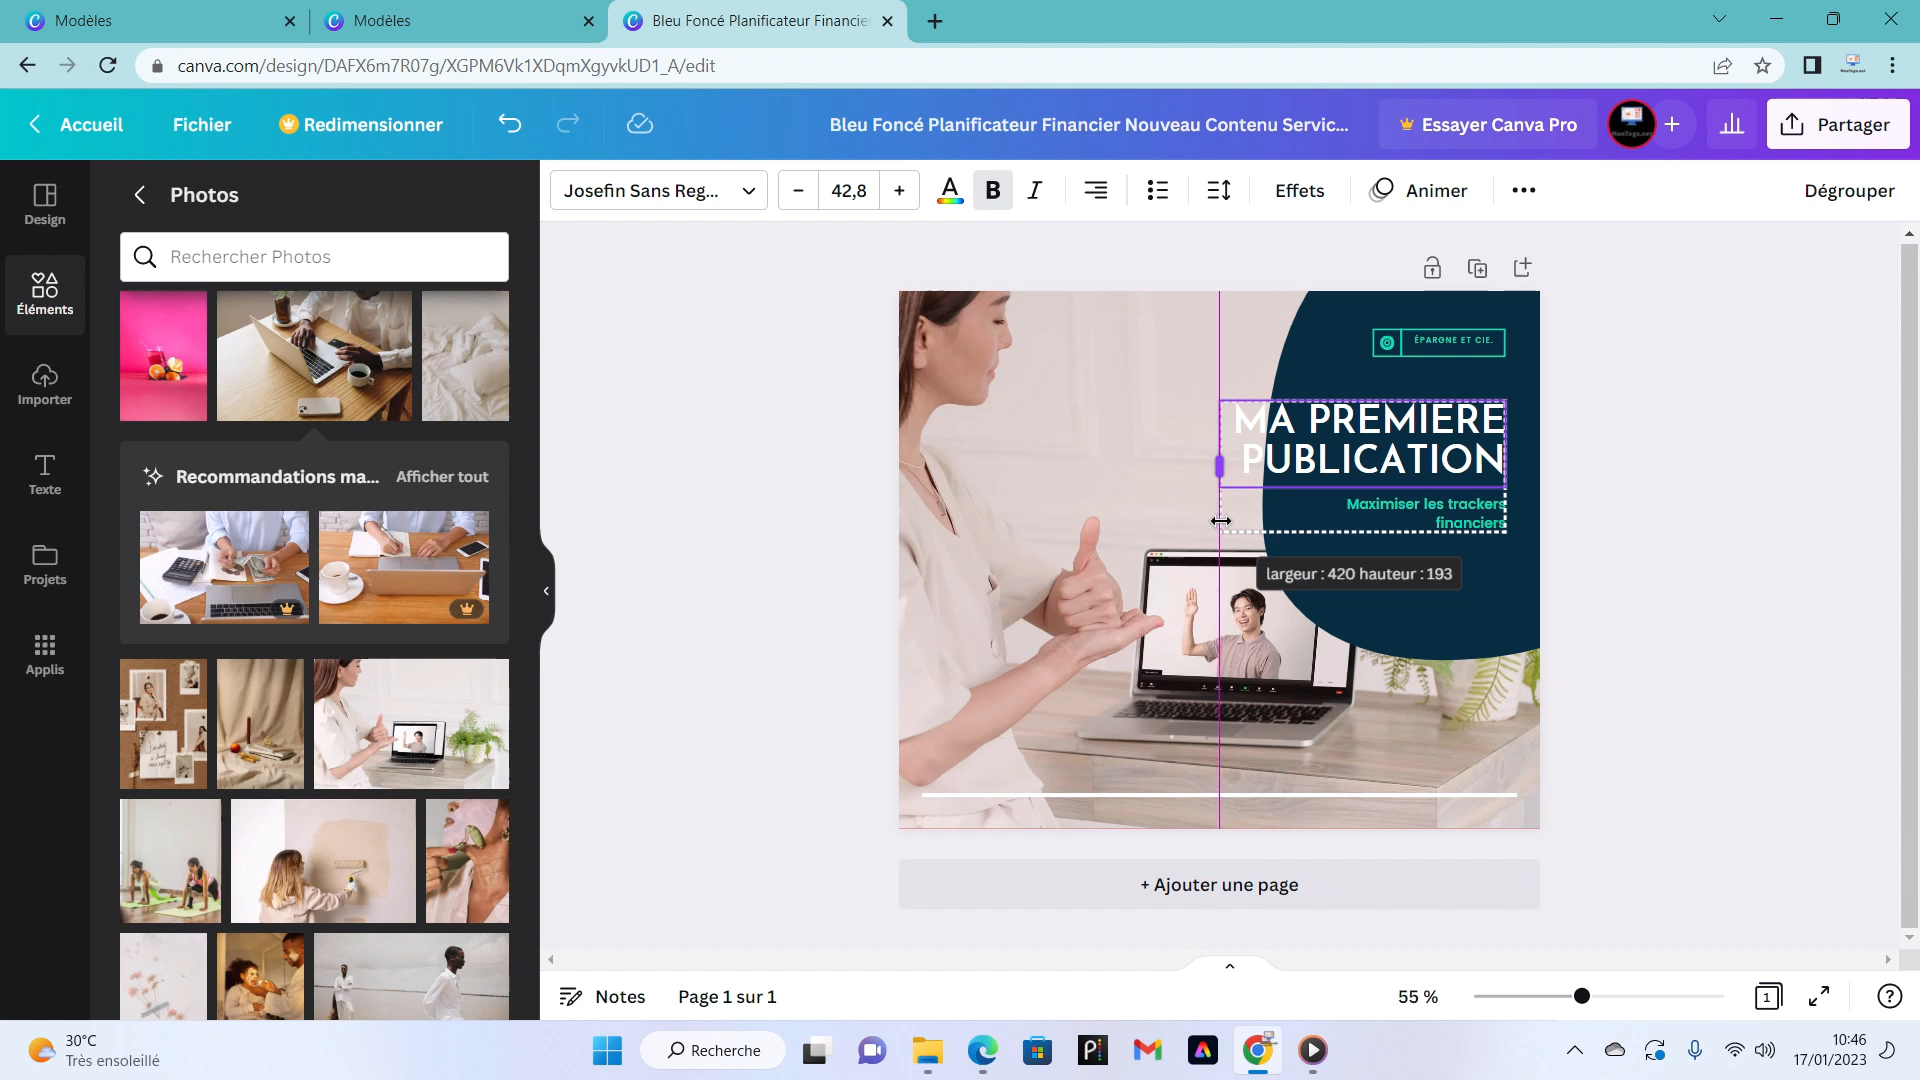 Modèles
Modèles
Bleu Foncé Planificateur Financie
canva.com/design/DAFX6m7R07g/XGPM6Vk1XDqmXgyvkUD1_A/edit
Accueil
Fichier
Redimensionner
Bleu Foncé Planificateur Financier Nouveau Contenu Servic...
Essayer Canva Pro
Partager
Design
Éléments
Importer
Texte
Projets
Applis
Photos
Rechercher Photos
Recommandations ma...
Afficher tout
Josefin Sans Reg...
42,8
A
B
I
Effets
Animer
Dégrouper
ÉPARGNE ET CIE.
MA PREMIERE
PUBLICATION
Maximiser les trackers
financiers
largeur : 420 hauteur : 193
+ Ajouter une page
Notes
Page 1 sur 1
55 %
1
30°C
Très ensoleillé
Recherche
10:46
17/01/2023